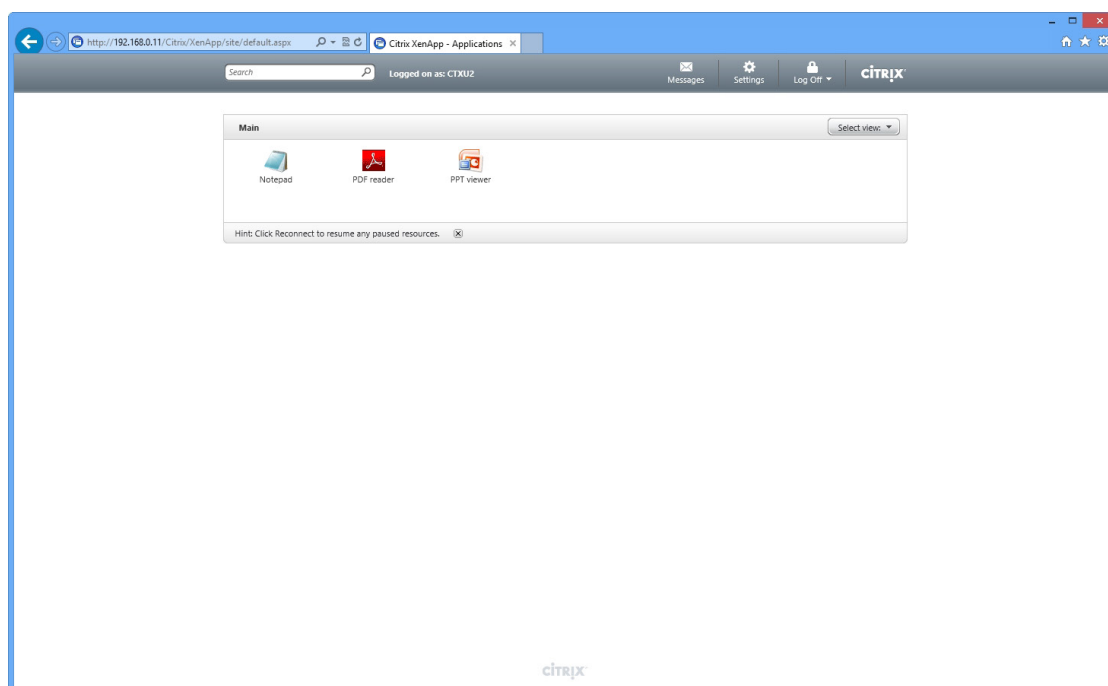 http://192.168.0.11/Citrix/XenApp/site/default.aspx
Citrix XenApp - Applications
Search
Logged on as: CTXU2
Messages
Settings
Log Off
CITRIX
Main
Select view:
Notepad
PDF reader
PPT viewer
Hint: Click Reconnect to resume any paused resources.
CITRIX